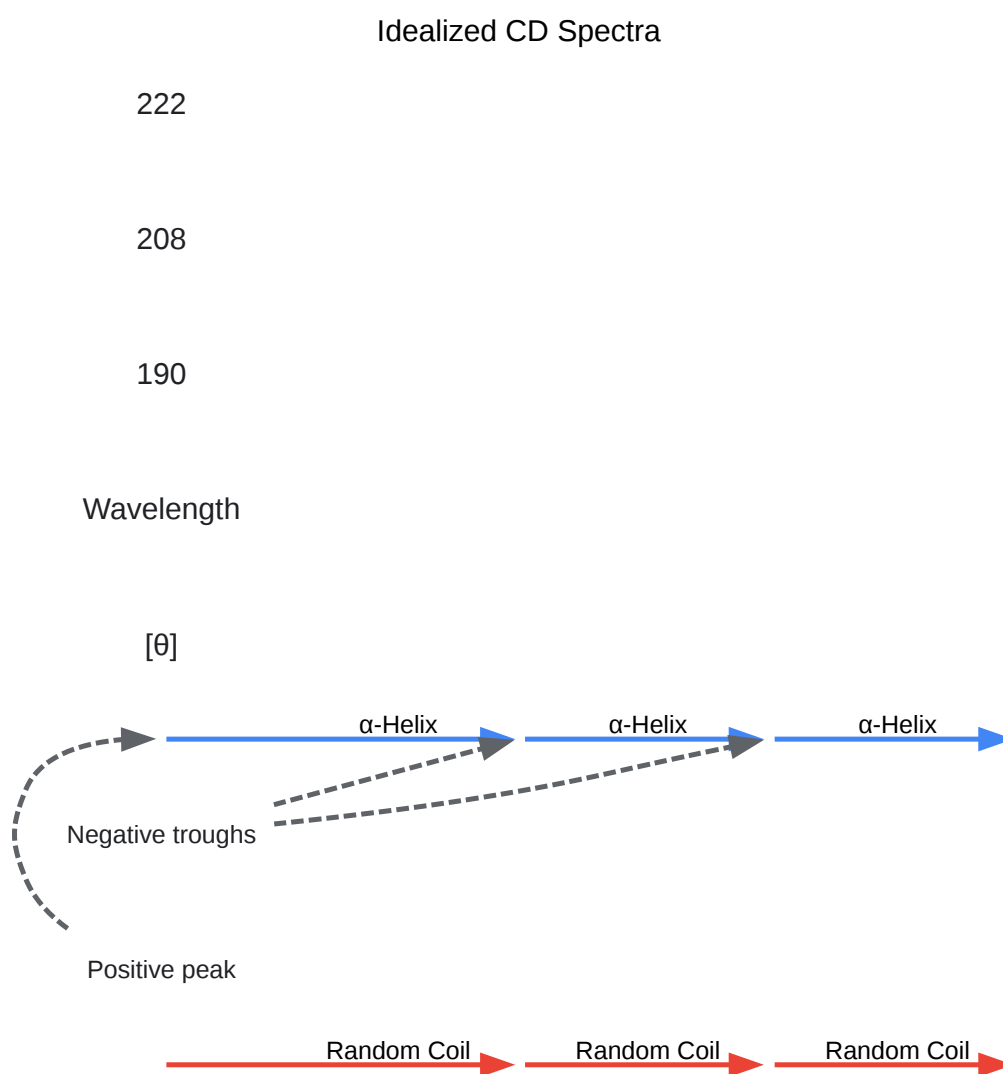 Idealized CD Spectra
222
208
190
Wavelength
[θ]
α-Helix α-Helix α-Helix
Negative troughs
Positive peak
Random Coil Random Coil Random Coil